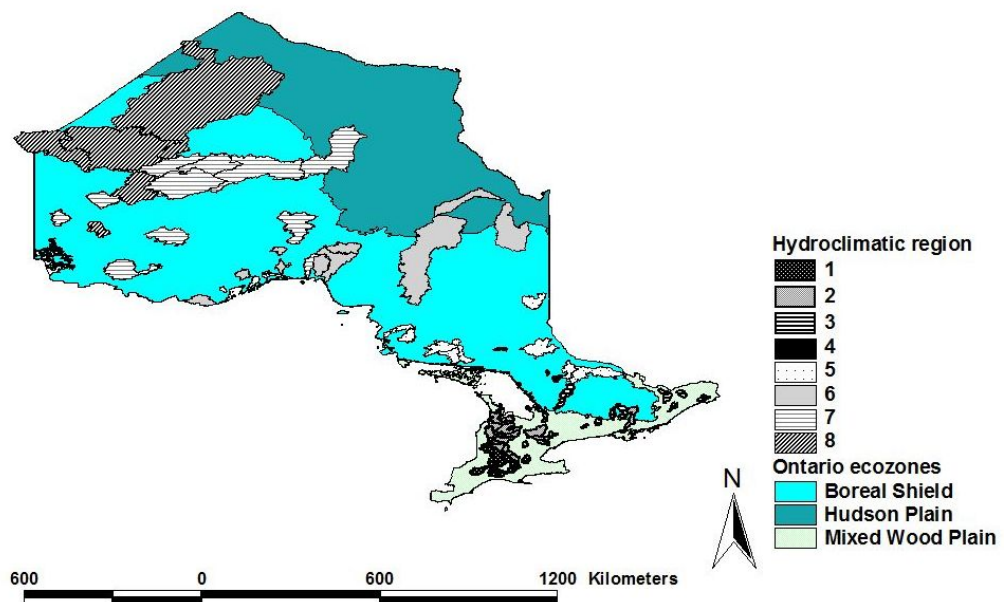 Hydroclimatic region
1
2
3
4
5
6
7
8
Ontario ecozones
Boreal Shield
Hudson Plain
Mixed Wood Plain
N
600 0 600 1200 Kilometers